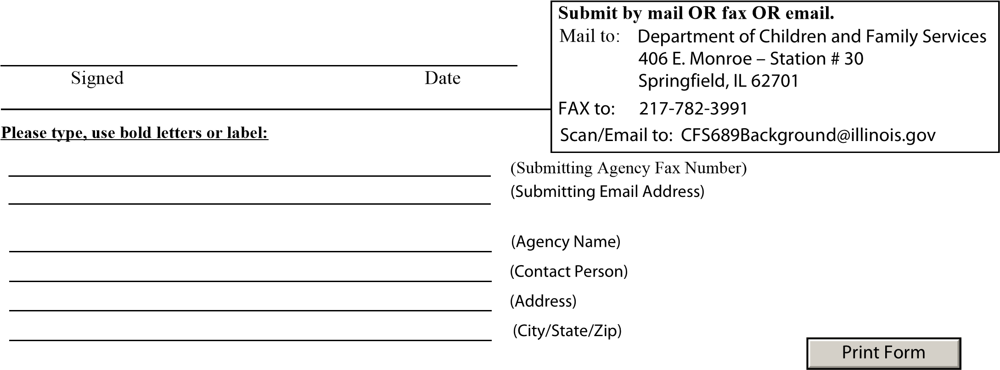 Submit by mail OR fax OR email.
Mail to: Department of Children and Family Services
406 E. Monroe – Station # 30
Springfield, IL 62701
Signed Date
FAX to: 217-782-3991
Please type, use bold letters or label:
Scan/Email to: CFS689Background@illinois.gov
(Submitting Agency Fax Number)
(Submitting Email Address)
(Agency Name)
(Contact Person)
(Address)
(City/State/Zip)
Print Form